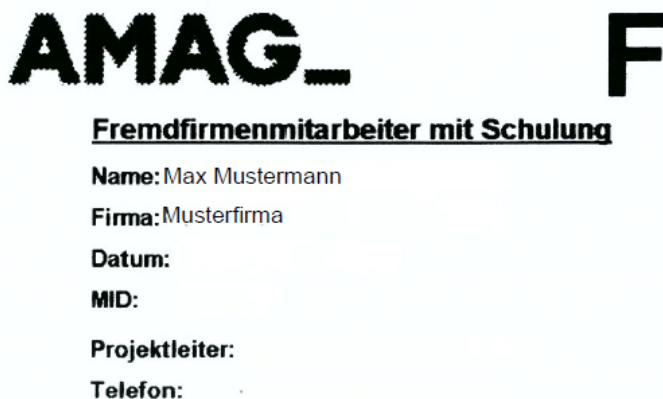 AMAG_ F
Fremdfirmenmitarbeiter mit Schulung
Name: Max Mustermann
Firma: Musterfirma
Datum:
MID:
Projektleiter:
Telefon: